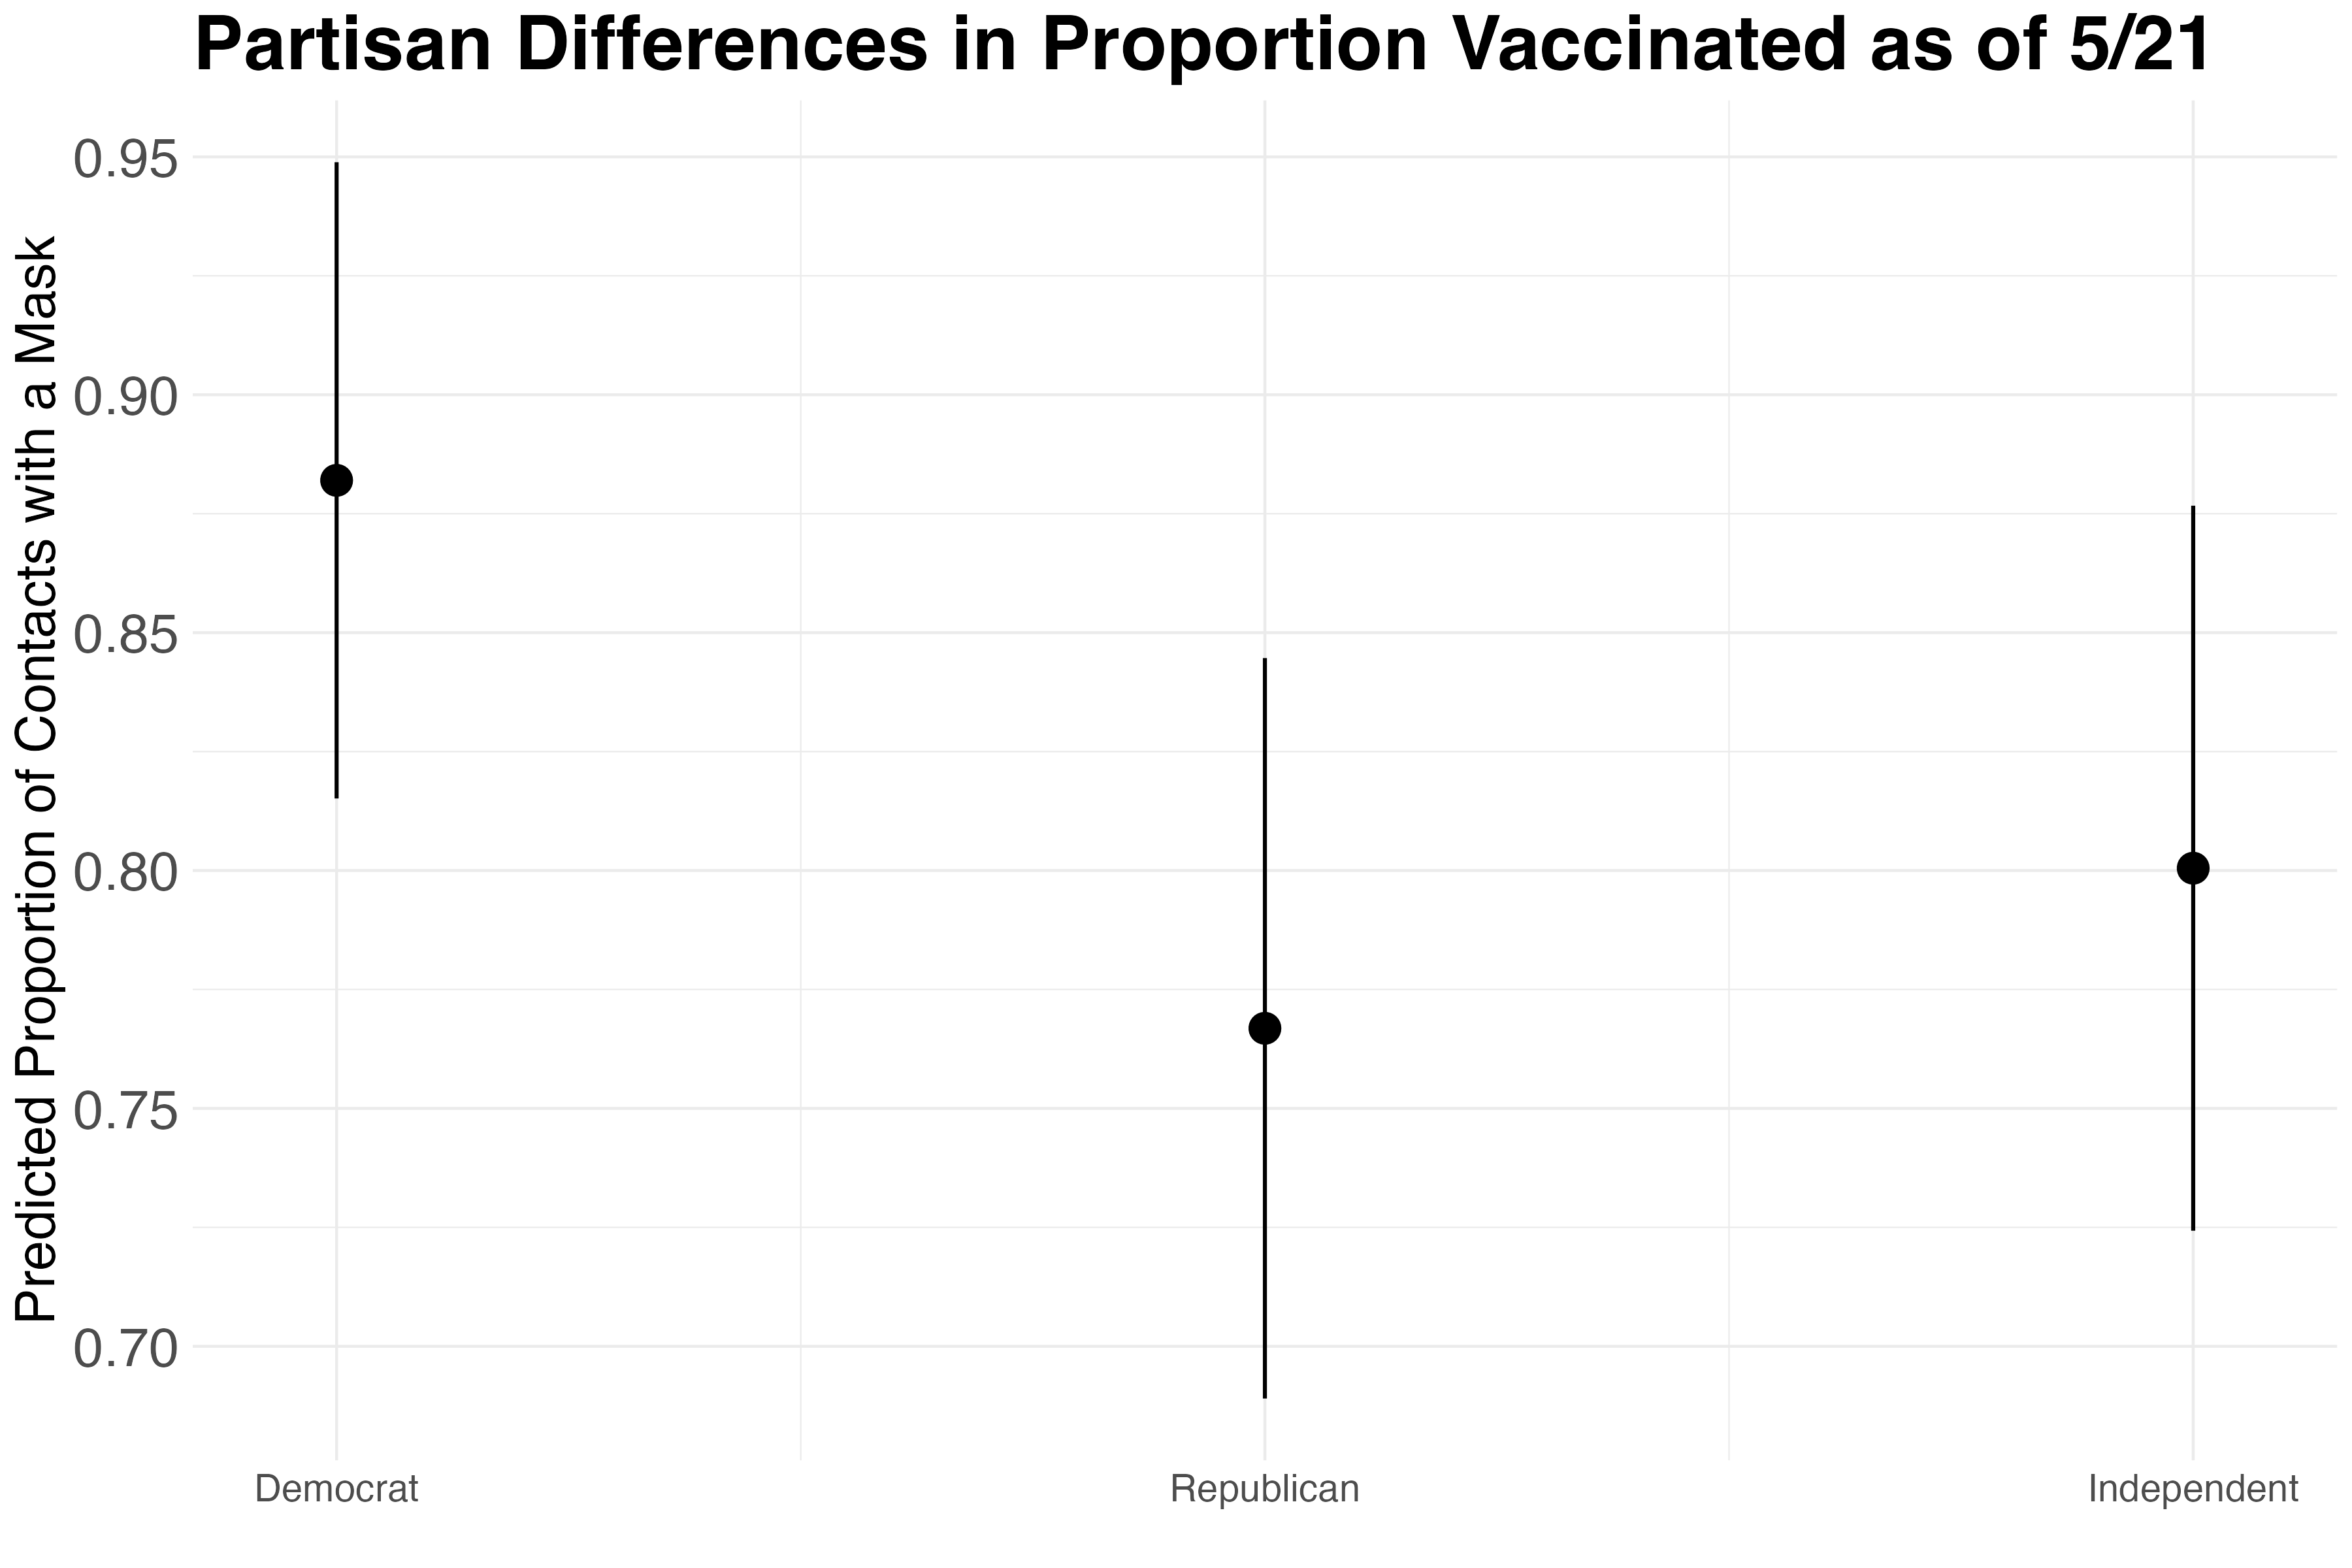 Partisan Differences in Proportion Vaccinated as of 5/21
Predicted Proportion of Contacts with a Mask
0.95
0.90
0.85
0.80
0.75
0.70
Democrat
Republican
Independent